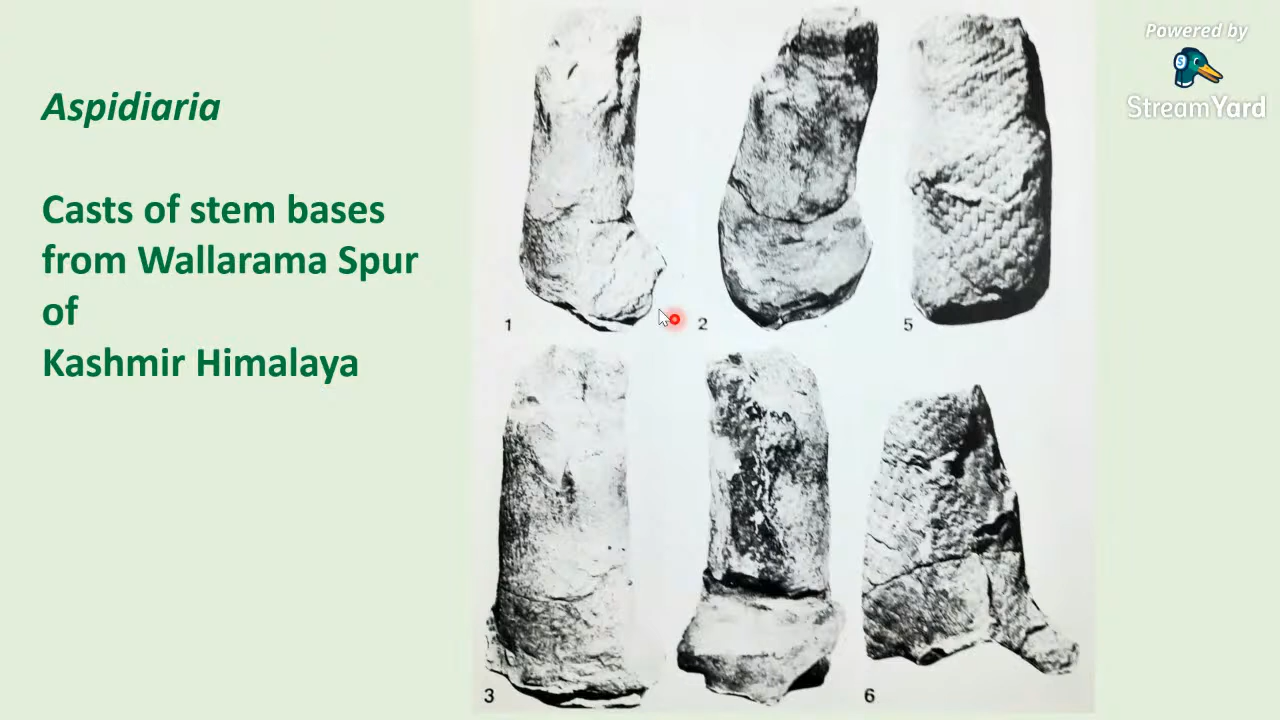 Aspidiaria
Casts of stem bases
from Wallarama Spur
of
Kashmir Himalaya
1
2
5
3
6
Powered by
StreamYard